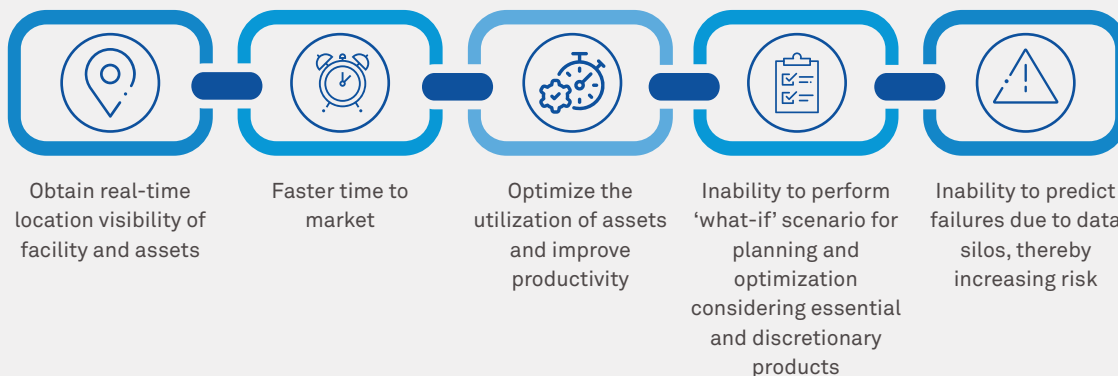 Obtain real-time
location visibility of
facility and assets
Faster time to
market
Optimize the
utilization of assets
and improve
productivity
Inability to perform
‘what-if’ scenario for
planning and
optimization
considering essential
and discretionary
products
Inability to predict
failures due to data
silos, thereby
increasing risk